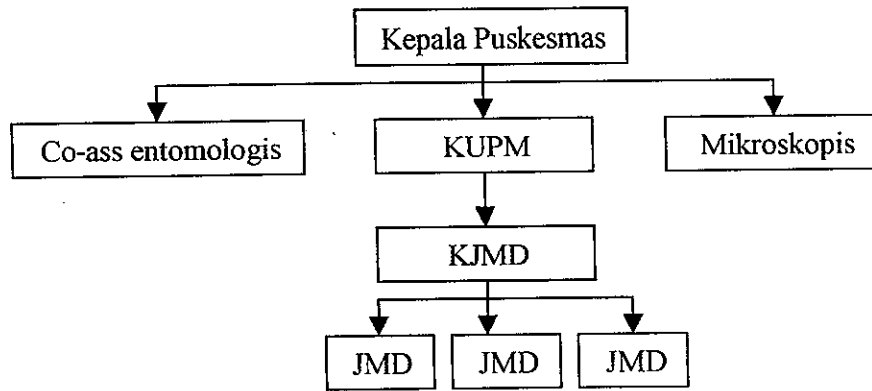 Kepala Puskesmas
Co-ass entomologis
KUPM
Mikroskopis
KJMD
JMD
JMD
JMD